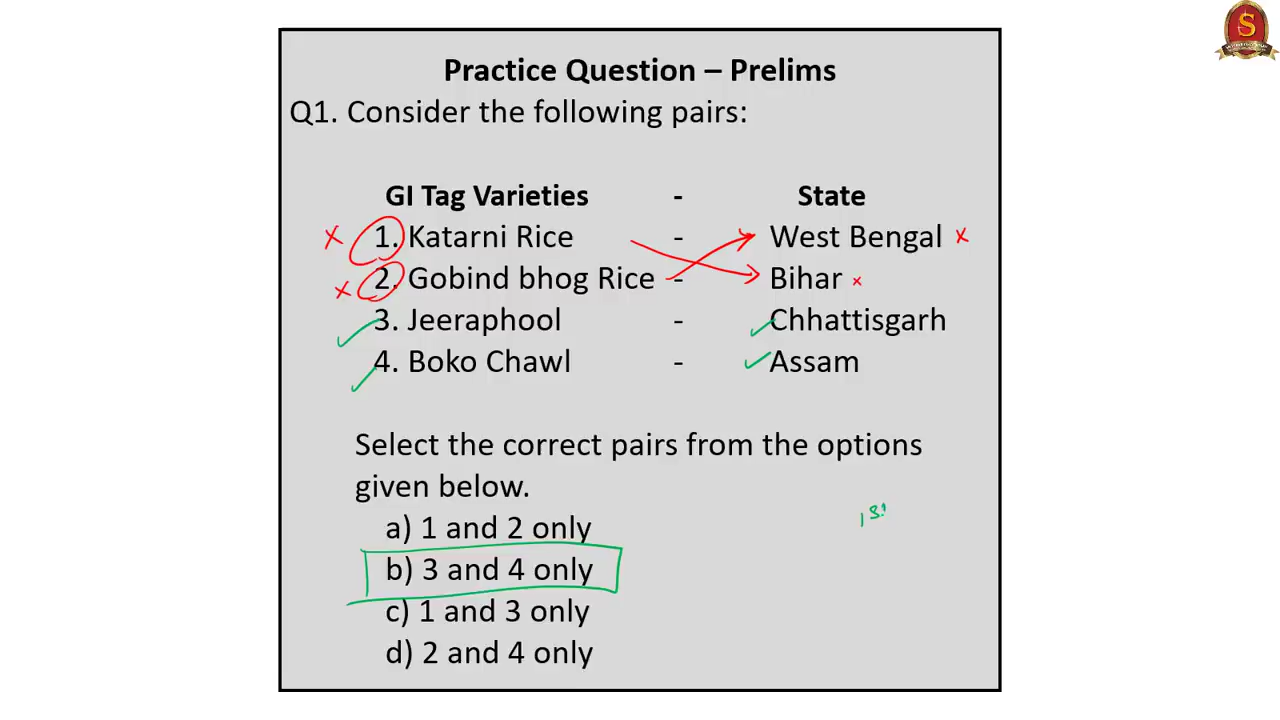 S
Practice Question – Prelims
Q1. Consider the following pairs:
GI Tag Varieties - State
1. Katarni Rice - West Bengal
2. Gobind bhog Rice - Bihar
3. Jeeraphool - Chhattisgarh
4. Boko Chawl - Assam
Select the correct pairs from the options
given below.
a) 1 and 2 only
b) 3 and 4 only
c) 1 and 3 only
d) 2 and 4 only